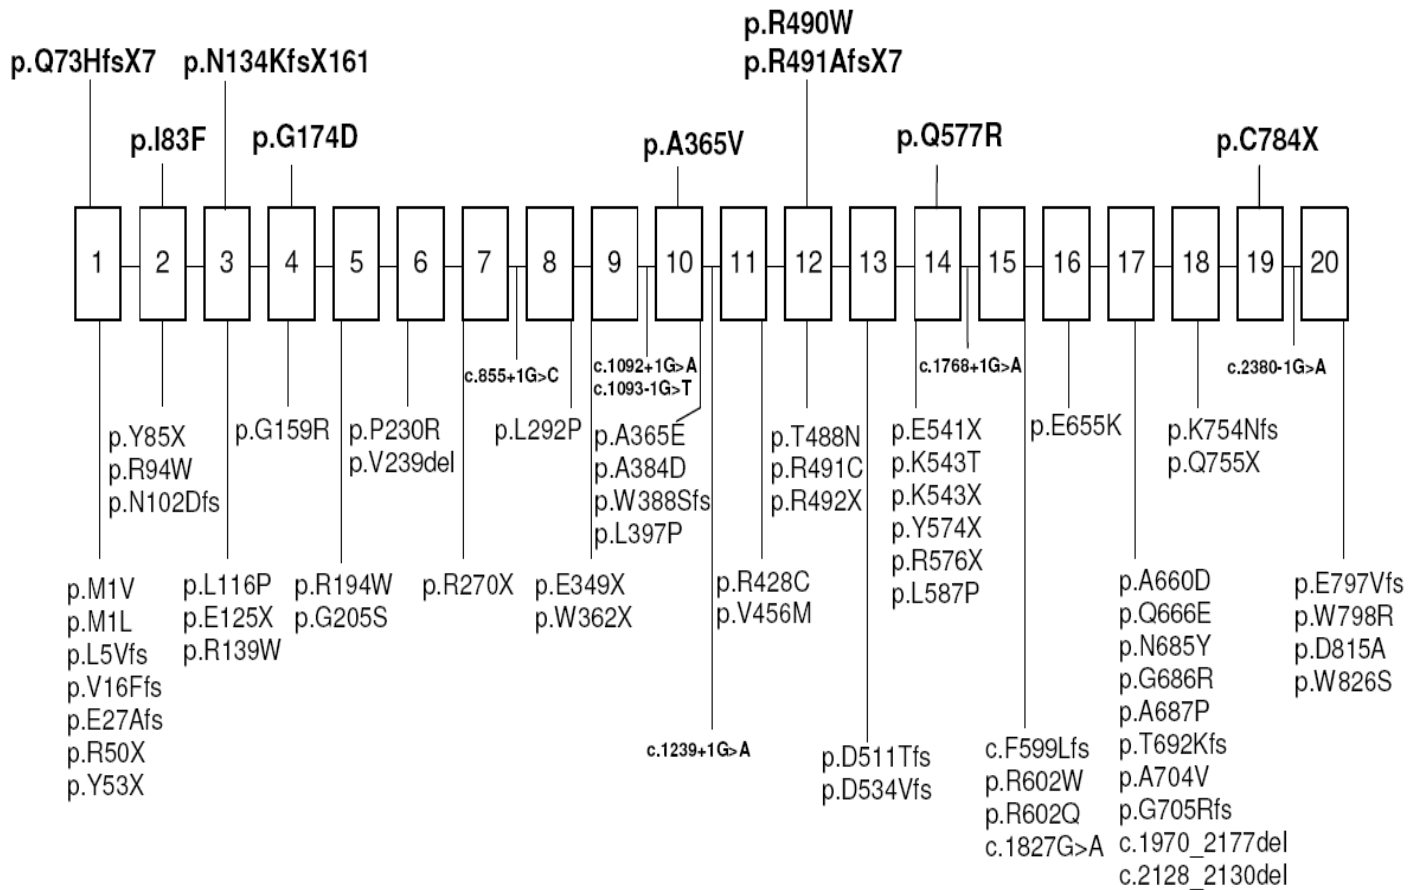 p.R490W
p.Q73HfsX7 p.N134KfsX161 p.R491AfsX7
p.I83F p.G174D p.A365V p.Q577R p.C784X
1 2 3 4 5 6 7 8 9 10 11 12 13 14 15 16 17 18 19 20
c.855+1G>C
c.1092+1G>A
c.1093-1G>T
c.1768+1G>A
c.2380-1G>A
p.Y85X
p.R94W
p.N102Dfs
p.G159R
p.P230R
p.V239del
p.L292P
p.A365E
p.A384D
p.W388Sfs
p.L397P
p.T488N
p.R491C
p.R492X
p.E541X
p.K543T
p.K543X
p.Y574X
p.R576X
p.L587P
p.E655K
p.K754Nfs
p.Q755X
p.M1V
p.M1L
p.L5Vfs
p.V16Ffs
p.E27Afs
p.R50X
p.Y53X
p.L116P
p.E125X
p.R139W
p.R194W
p.G205S
p.R270X
p.E349X
p.W362X
p.R428C
p.V456M
c.1239+1G>A
p.D511Tfs
p.D534Vfs
c.F599Lfs
p.R602W
p.R602Q
c.1827G>A
p.A660D
p.Q666E
p.N685Y
p.G686R
p.A687P
p.T692Kfs
p.A704V
p.G705Rfs
c.1970_2177del
c.2128_2130del
p.E797Vfs
p.W798R
p.D815A
p.W826S